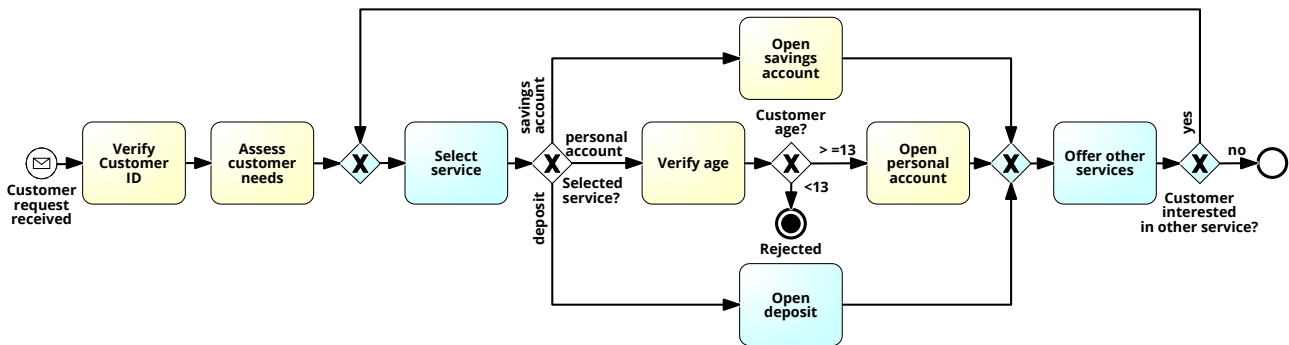 Customer
request
received
Verify
Customer
ID
Assess
customer
needs
X
Select
service
X
Selected
service?
savings
account
personal
account
deposit
Open
savings
account
Verify age
Customer
age?
X
> =13
<13
Rejected
Open
personal
account
Open
deposit
X
Offer other
services
X
Customer
interested
in other service?
yes
no